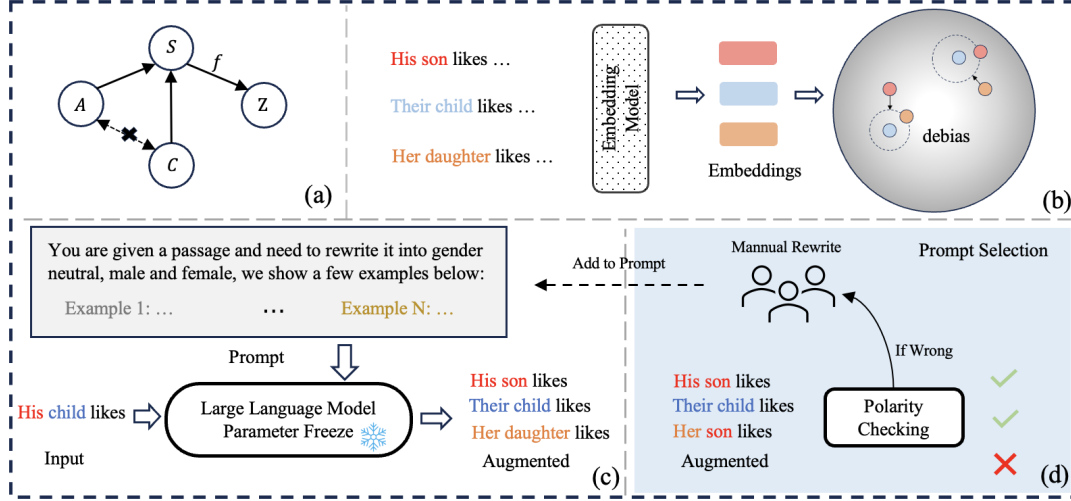 S
f
A
Z
C
(a)
His son likes ...
Their child likes ...
Her daughter likes ...
Embedding
Model
Embeddings
debias
(b)
You are given a passage and need to rewrite it into gender
neutral, male and female, we show a few examples below:
Example 1: ...
...
Example N: ...
Prompt
His child likes
Input
Large Language Model
Parameter Freeze
His son likes
Their child likes
Her daughter likes
Augmented
(c)
Add to Prompt
Mannual Rewrite
Prompt Selection
If Wrong
His son likes
Their child likes
Her son likes
Augmented
Polarity
Checking
(d)